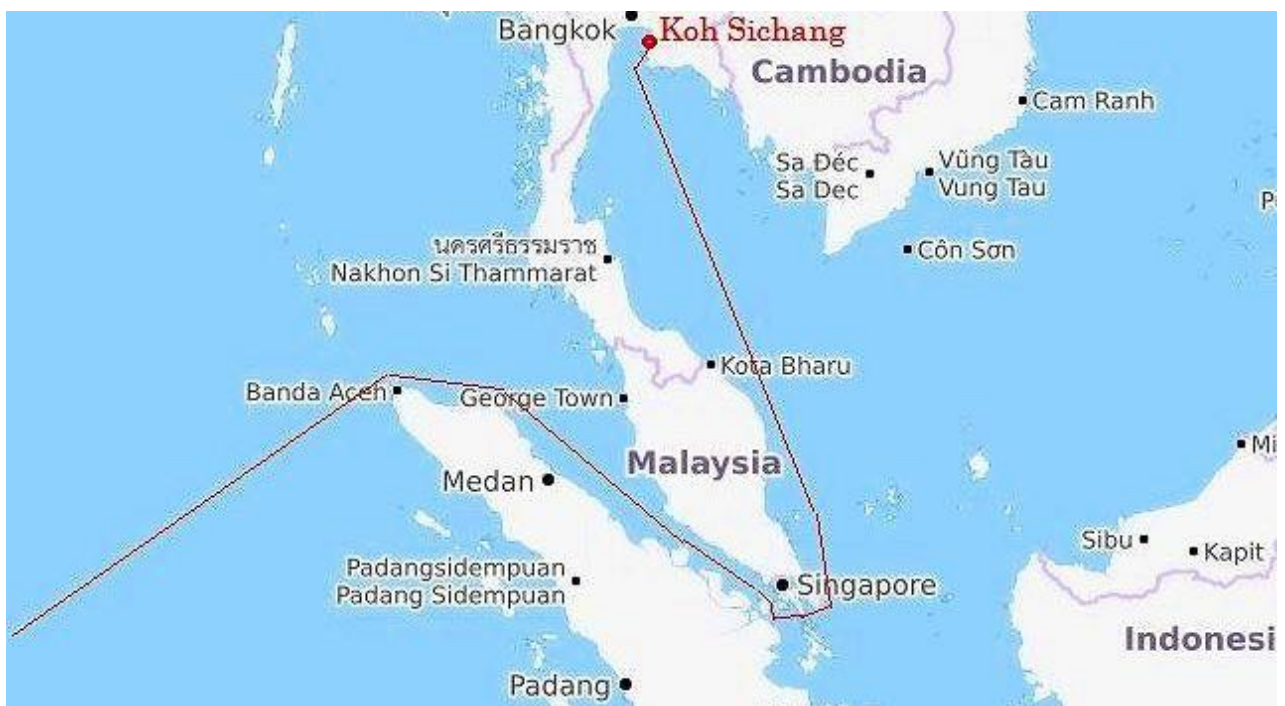 Bangkok
Koh Sichang
Cambodia
Cam Ranh
Sa Đéc
Sa Dec
Vũng Tàu
Vung Tau
Côn Sơn
นครศรีธรรมราช
Nakhon Si Thammarat
Kota Bharu
Banda Aceh
George Town
Medan
Malaysia
Sibu
Kapit
Padangsidempuan
Padang Sidempuan
Singapore
Indonesi
Padang